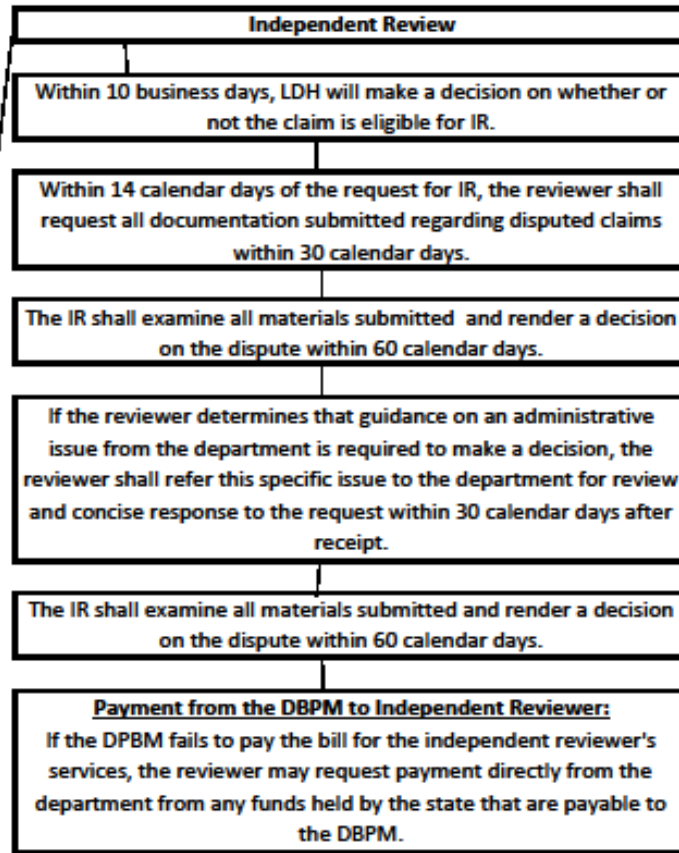 Independent Review
Within 10 business days, LDH will make a decision on whether or
not the claim is eligible for IR.
Within 14 calendar days of the request for IR, the reviewer shall
request all documentation submitted regarding disputed claims
within 30 calendar days.
The IR shall examine all materials submitted and render a decision
on the dispute within 60 calendar days.
If the reviewer determines that guidance on an administrative
issue from the department is required to make a decision, the
reviewer shall refer this specific issue to the department for review
and concise response to the request within 30 calendar days after
receipt.
The IR shall examine all materials submitted and render a decision
on the dispute within 60 calendar days.
Payment from the DBPM to Independent Reviewer:
If the DPBM fails to pay the bill for the independent reviewer's
services, the reviewer may request payment directly from the
department from any funds held by the state that are payable to
the DBPM.